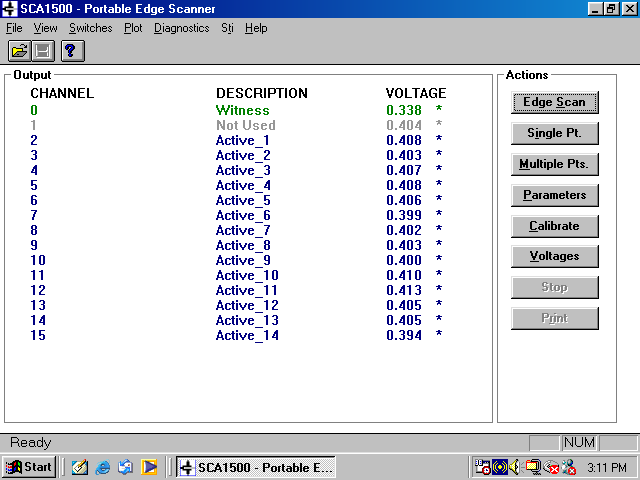 SCA1500 - Portable Edge Scanner
File View Switches Plot Diagnostics Sti Help
Output
Actions
CHANNEL DESCRIPTION VOLTAGE
0 Witness 0.338 *
1 Not Used 0.404 *
2 Active_1 0.408 *
3 Active_2 0.403 *
4 Active_3 0.407 *
5 Active_4 0.408 *
6 Active_5 0.406 *
7 Active_6 0.399 *
8 Active_7 0.402 *
9 Active_8 0.403 *
10 Active_9 0.400 *
11 Active_10 0.410 *
12 Active_11 0.413 *
13 Active_12 0.405 *
14 Active_13 0.405 *
15 Active_14 0.394 *
Edge Scan
Single Pt.
Multiple Pts.
Parameters
Calibrate
Voltages
Stop
Print
Ready NUM
Start SCA1500 - Portable E... 3:11 PM